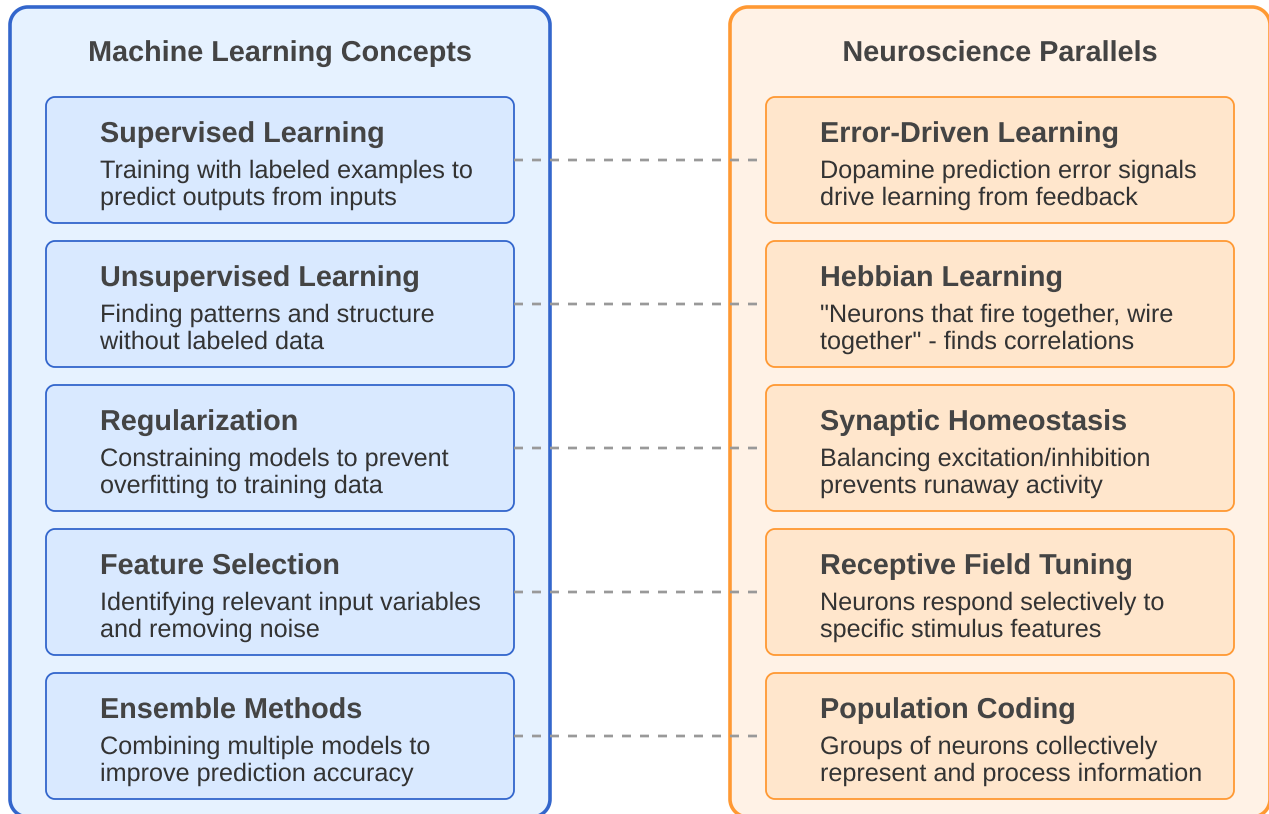 Machine Learning Concepts
Supervised Learning
Training with labeled examples to
predict outputs from inputs
Unsupervised Learning
Finding patterns and structure
without labeled data
Regularization
Constraining models to prevent
overfitting to training data
Feature Selection
Identifying relevant input variables
and removing noise
Ensemble Methods
Combining multiple models to
improve prediction accuracy
Neuroscience Parallels
Error-Driven Learning
Dopamine prediction error signals
drive learning from feedback
Hebbian Learning
"Neurons that fire together, wire
together" - finds correlations
Synaptic Homeostasis
Balancing excitation/inhibition
prevents runaway activity
Receptive Field Tuning
Neurons respond selectively to
specific stimulus features
Population Coding
Groups of neurons collectively
represent and process information